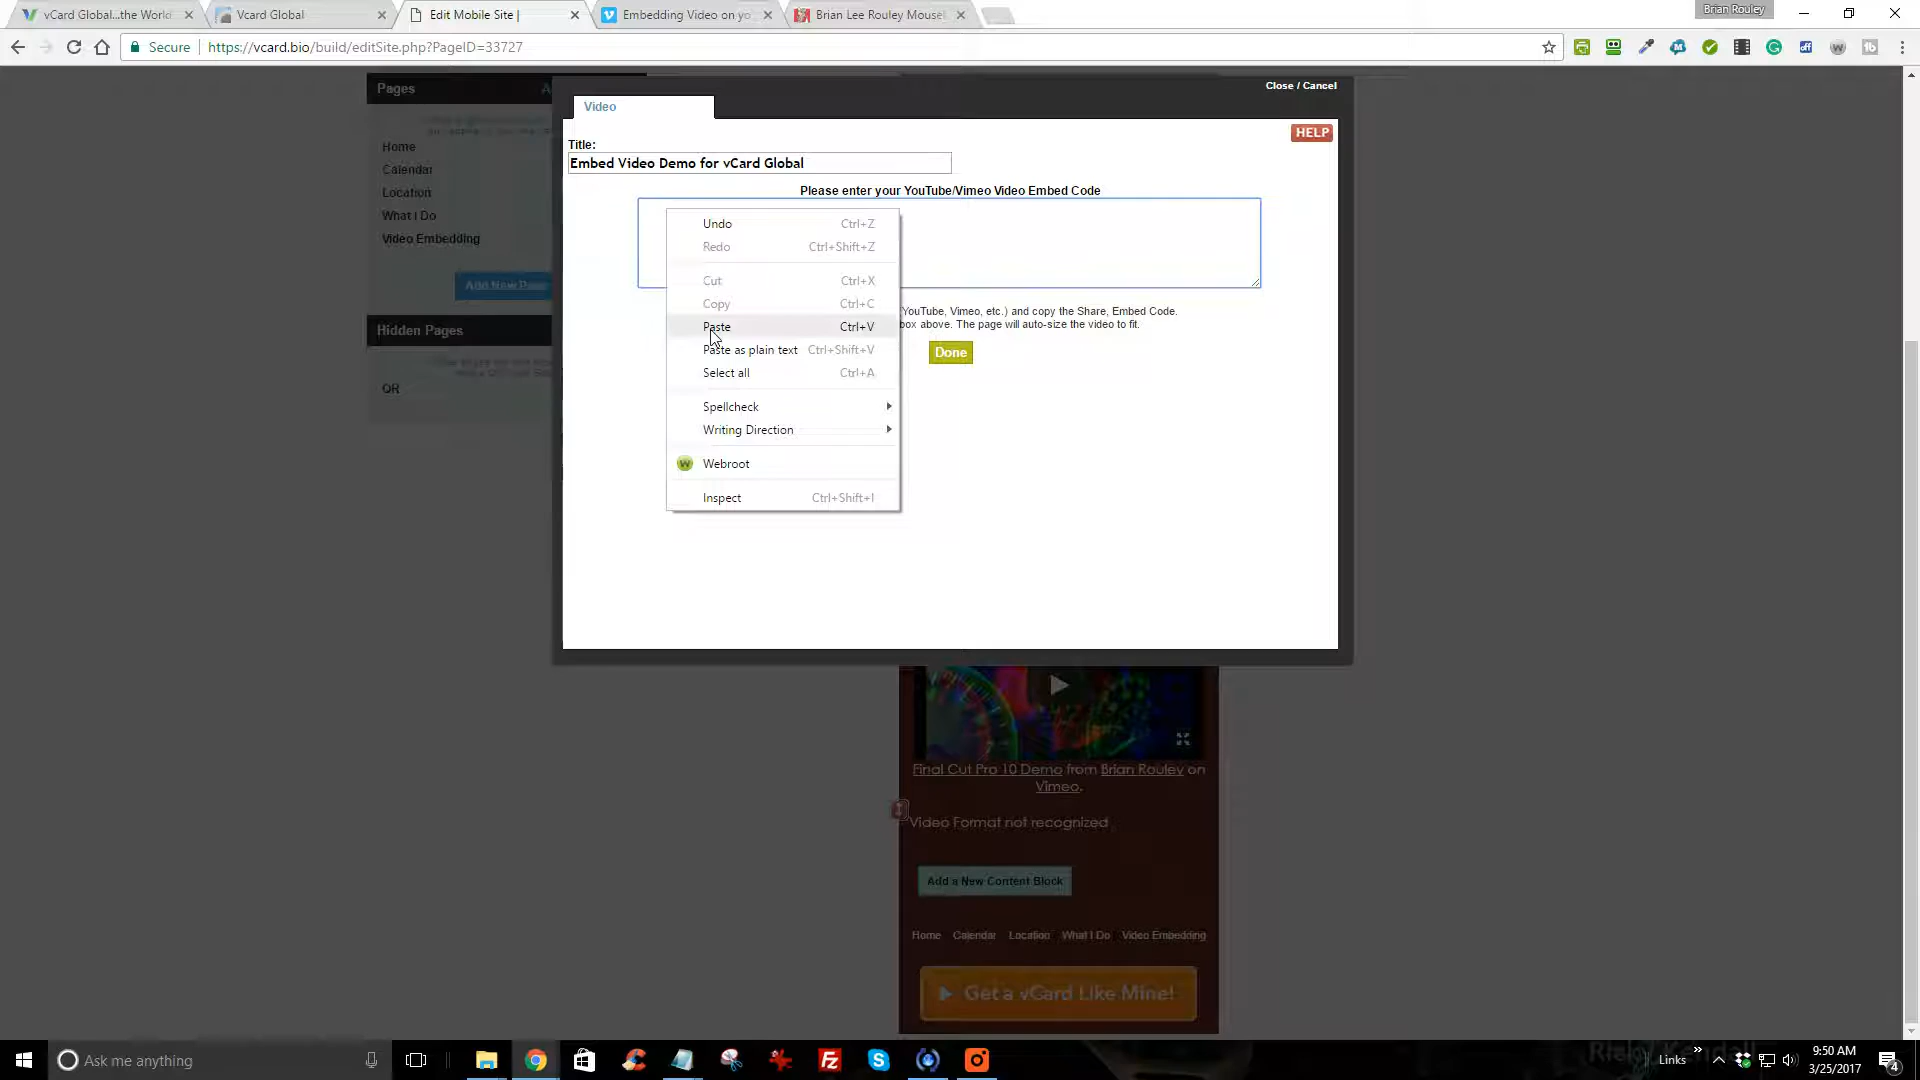 vCard Global...the World
Vcard Global
Edit Mobile Site |
Embedding Video on yo
Brian Lee Rouley Mouse
Brian Rouley
Secure
https://vcard.bio/build/editSite.php?PageID=33727
Pages
Home
Calendar
Location
What I Do
Video Embedding
Add New Page
Hidden Pages
QR
Close / Cancel
Video
HELP
Title:
Embed Video Demo for vCard Global
Please enter your YouTube/Vimeo Video Embed Code
Undo Ctrl+Z
Redo Ctrl+Shift+Z
Cut Ctrl+X
Copy Ctrl+C
Paste Ctrl+V
Paste as plain text Ctrl+Shift+V
Select all Ctrl+A
Spellcheck
Writing Direction
Webroot
Inspect Ctrl+Shift+I
YouTube, Vimeo, etc.) and copy the Share, Embed Code.
box above. The page will auto-size the video to fit.
Done
Final Cut Pro 10 Demo from Brian Rouley on
Vimeo.
Video Format not recognized
Add a New Content Block
Home Calendar Location What I Do Video Embedding
Get a vCard Like Mine!
Ask me anything
Links
9:50 AM
3/25/2017
4